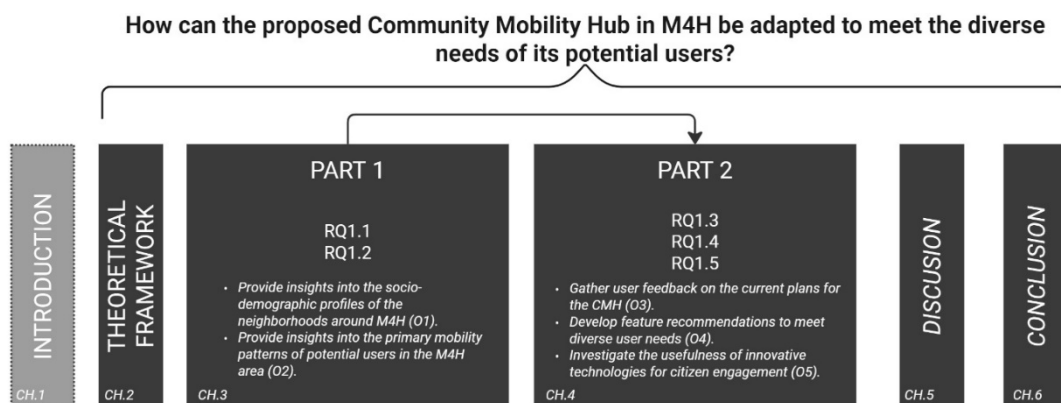 How can the proposed Community Mobility Hub in M4H be adapted to meet the diverse
needs of its potential users?
INTRODUCTION
CH.1
THEORETICAL
FRAMEWORK
CH.2
PART 1
RQ1.1
RQ1.2
• Provide insights into the socio-
demographic profiles of the
neighborhoods around M4H (O1).
• Provide insights into the primary mobility
patterns of potential users in the M4H
area (O2).
CH.3
PART 2
RQ1.3
RQ1.4
RQ1.5
• Gather user feedback on the current plans for
the CMH (O3).
• Develop feature recommendations to meet
diverse user needs (O4).
• Investigate the usefulness of innovative
technologies for citizen engagement (O5).
CH.4
DISCUSION
CH.5
CONCLUSION
CH.6